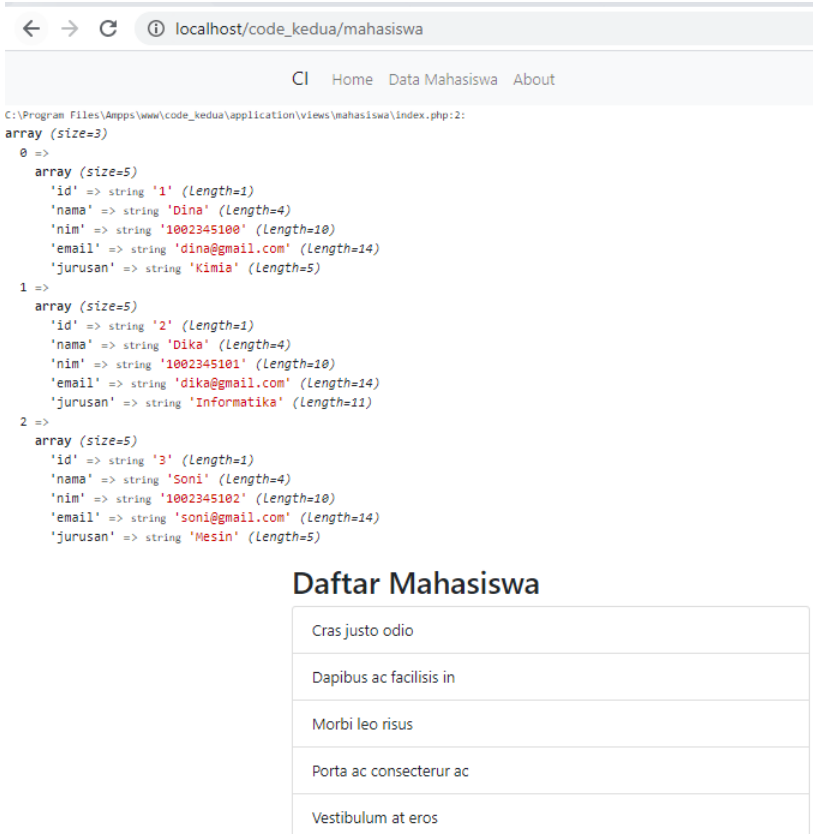 localhost/code_kedua/mahasiswa
CI Home Data Mahasiswa About
C:\Program Files\Ampps\www\code_kedua\application\views\mahasiswa\index.php:2:
array (size=3)
0 =>
array (size=5)
'id' => string '1' (length=1)
'nama' => string 'Dina' (length=4)
'nim' => string '1002345100' (length=10)
'email' => string 'dina@gmail.com' (length=14)
'jurusan' => string 'Kimia' (length=5)
1 =>
array (size=5)
'id' => string '2' (length=1)
'nama' => string 'Dika' (length=4)
'nim' => string '1002345101' (length=10)
'email' => string 'dika@gmail.com' (length=14)
'jurusan' => string 'Informatika' (length=11)
2 =>
array (size=5)
'id' => string '3' (length=1)
'nama' => string 'Soni' (length=4)
'nim' => string '1002345102' (length=10)
'email' => string 'soni@gmail.com' (length=14)
'jurusan' => string 'Mesin' (length=5)
Daftar Mahasiswa
Cras justo odio
Dapibus ac facilisis in
Morbi leo risus
Porta ac consecterur ac
Vestibulum at eros